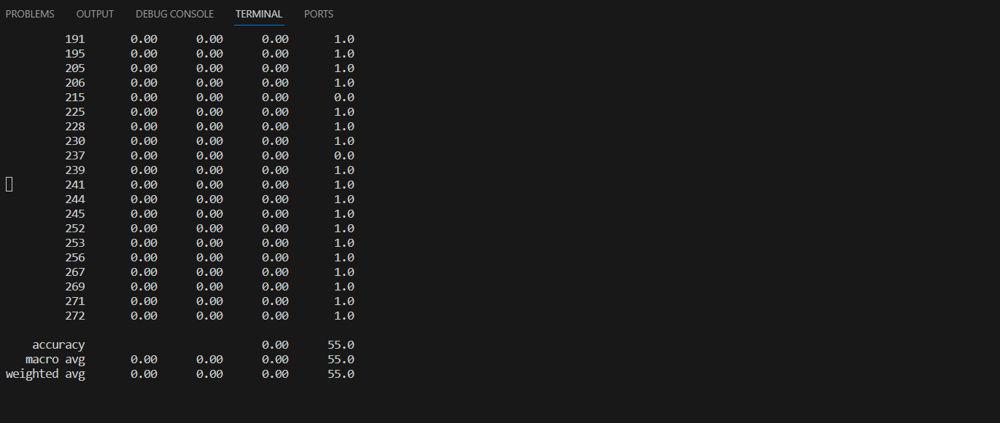 PROBLEMS OUTPUT DEBUG CONSOLE TERMINAL PORTS
191 0.00 0.00 0.00 1.0
195 0.00 0.00 0.00 1.0
205 0.00 0.00 0.00 1.0
206 0.00 0.00 0.00 1.0
215 0.00 0.00 0.00 0.0
225 0.00 0.00 0.00 1.0
228 0.00 0.00 0.00 1.0
230 0.00 0.00 0.00 1.0
237 0.00 0.00 0.00 0.0
239 0.00 0.00 0.00 1.0
241 0.00 0.00 0.00 1.0
244 0.00 0.00 0.00 1.0
245 0.00 0.00 0.00 1.0
252 0.00 0.00 0.00 1.0
253 0.00 0.00 0.00 1.0
256 0.00 0.00 0.00 1.0
267 0.00 0.00 0.00 1.0
269 0.00 0.00 0.00 1.0
271 0.00 0.00 0.00 1.0
272 0.00 0.00 0.00 1.0
accuracy 0.00 55.0
macro avg 0.00 0.00 0.00 55.0
weighted avg 0.00 0.00 0.00 55.0